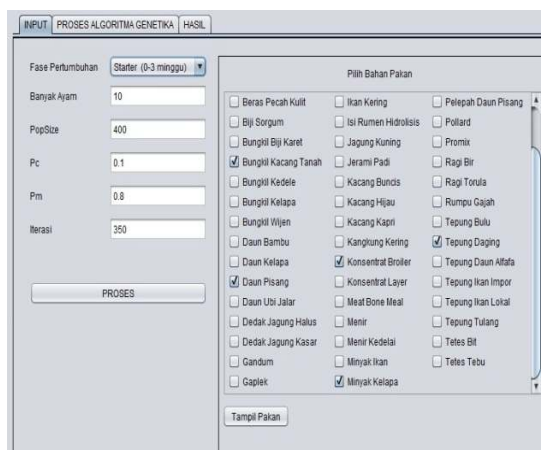 INPUT PROSES ALGORITMA GENETIKA HASIL
Fase Pertumbuhan Starter (0-3 minggu)
Banyak Ayam 10
PopSize 400
Pc 0.1
Pm 0.8
Iterasi 350
PROSES
Pilih Bahan Pakan
Beras Pecah Kulit Ikan Kering Pelepah Daun Pisang
Biji Sorgum Isi Rumen Hidrolisis Pollard
Bungkil Biji Karet Jagung Kuning Promix
Bungkil Kacang Tanah Jerami Padi Ragi Bir
Bungkil Kedele Kacang Buncis Ragi Torula
Bungkil Kelapa Kacang Hijau Rumpu Gajah
Bungkil Wijen Kacang Kapri Tepung Bulu
Daun Bambu Kangkung Kering Tepung Daging
Daun Kelapa Konsentrat Broiler Tepung Daun Alfafa
Daun Pisang Konsentrat Layer Tepung Ikan Impor
Daun Ubi Jalar Meat Bone Meal Tepung Ikan Lokal
Dedak Jagung Halus Menir Tepung Tulang
Dedak Jagung Kasar Menir Kedelai Tetes Bit
Gandum Minyak Ikan Tetes Tebu
Gaplek Minyak Kelapa
Tampil Pakan